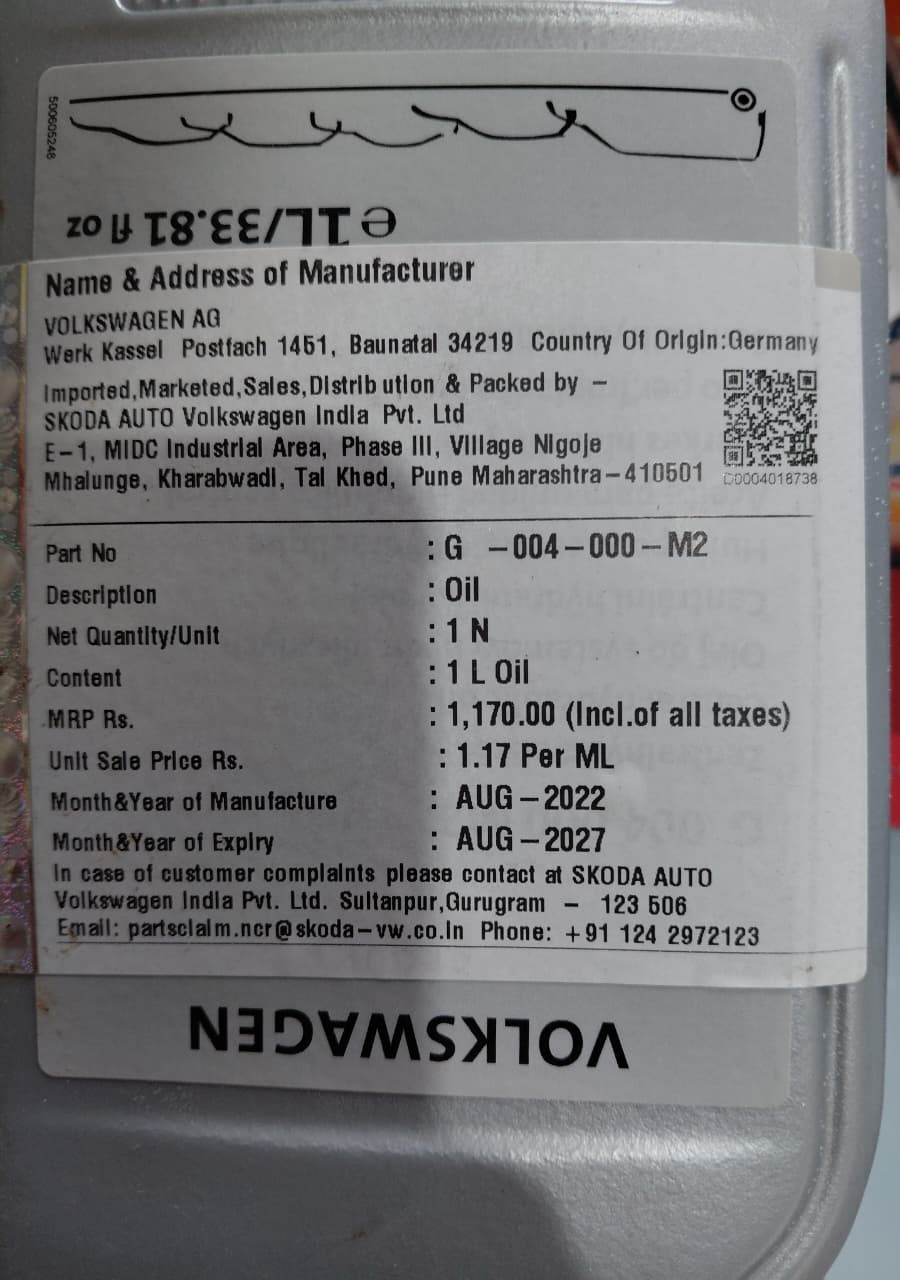 500605248
e 1L/33.81 fl oz
Name & Address of Manufacturer
VOLKSWAGEN AG
Werk Kassel Postfach 1451, Baunatal 34219 Country Of Origin:Germany
Imported,Marketed,Sales,Distrib ution & Packed by -
SKODA AUTO Volkswagen India Pvt. Ltd
E-1, MIDC Industrial Area, Phase III, Village Nigoje
Mhalunge, Kharabwadi, Tal Khed, Pune Maharashtra-410501
D0004018738
Part No : G -004-000-M2
Description : Oil
Net Quantity/Unit : 1 N
Content : 1 L Oil
MRP Rs. : 1,170.00 (Incl.of all taxes)
Unit Sale Price Rs. : 1.17 Per ML
Month&Year of Manufacture : AUG-2022
Month&Year of Expiry : AUG-2027
In case of customer complaints please contact at SKODA AUTO
Volkswagen India Pvt. Ltd. Sultanpur,Gurugram - 123 506
Email: partsclaim.ncr@skoda-vw.co.in Phone: +91 124 2972123
VOLKSWAGEN